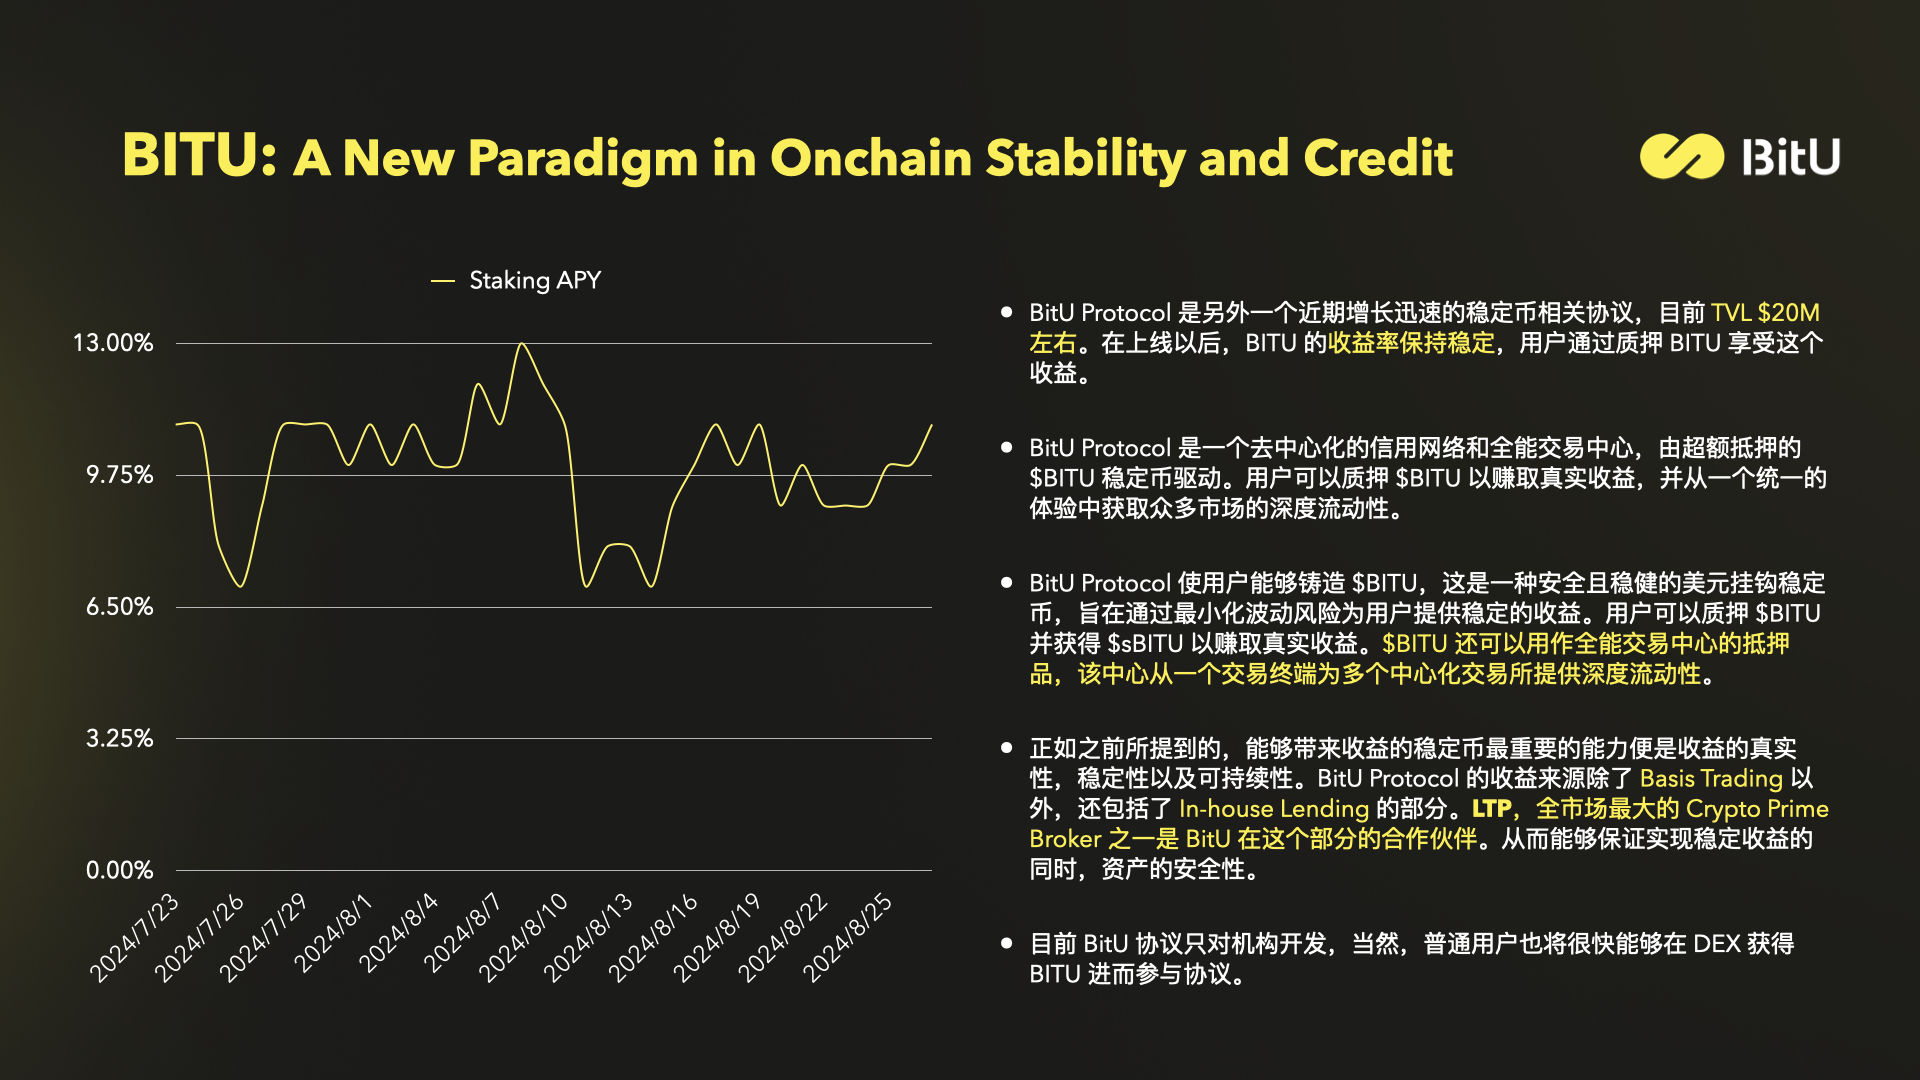 BITU: A New Paradigm in Onchain Stability and Credit
BitU
Staking APY
13.00%
9.75%
6.50%
3.25%
0.00%
2024/7/23
2024/7/26
2024/7/29
2024/8/1
2024/8/4
2024/8/7
2024/8/10
2024/8/13
2024/8/16
2024/8/19
2024/8/22
2024/8/25
• BitU Protocol 是另外一个近期增长迅速的稳定币相关协议，目前 TVL $20M
左右。在上线以后，BITU 的收益率保持稳定，用户通过质押 BITU 享受这个
收益。
• BitU Protocol 是一个去中心化的信用网络和全能交易中心，由超额抵押的
$BITU 稳定币驱动。用户可以质押 $BITU 以赚取真实收益，并从一个统一的
体验中获取众多市场的深度流动性。
• BitU Protocol 使用户能够铸造 $BITU，这是一种安全且稳健的美元挂钩稳定
币，旨在通过最小化波动风险为用户提供稳定的收益。用户可以质押 $BITU
并获得 $sBITU 以赚取真实收益。$BITU 还可以用作全能交易中心的抵押
品，该中心从一个交易终端为多个中心化交易所提供深度流动性。
• 正如之前所提到的，能够带来收益的稳定币最重要的能力便是收益的真实
性，稳定性以及可持续性。BitU Protocol 的收益来源除了 Basis Trading 以
外，还包括了 In-house Lending 的部分。LTP，全市场最大的 Crypto Prime
Broker 之一是 BitU 在这个部分的合作伙伴。从而能够保证实现稳定收益的
同时，资产的安全性。
• 目前 BitU 协议只对机构开发，当然，普通用户也将很快能够在 DEX 获得
BITU 进而参与协议。